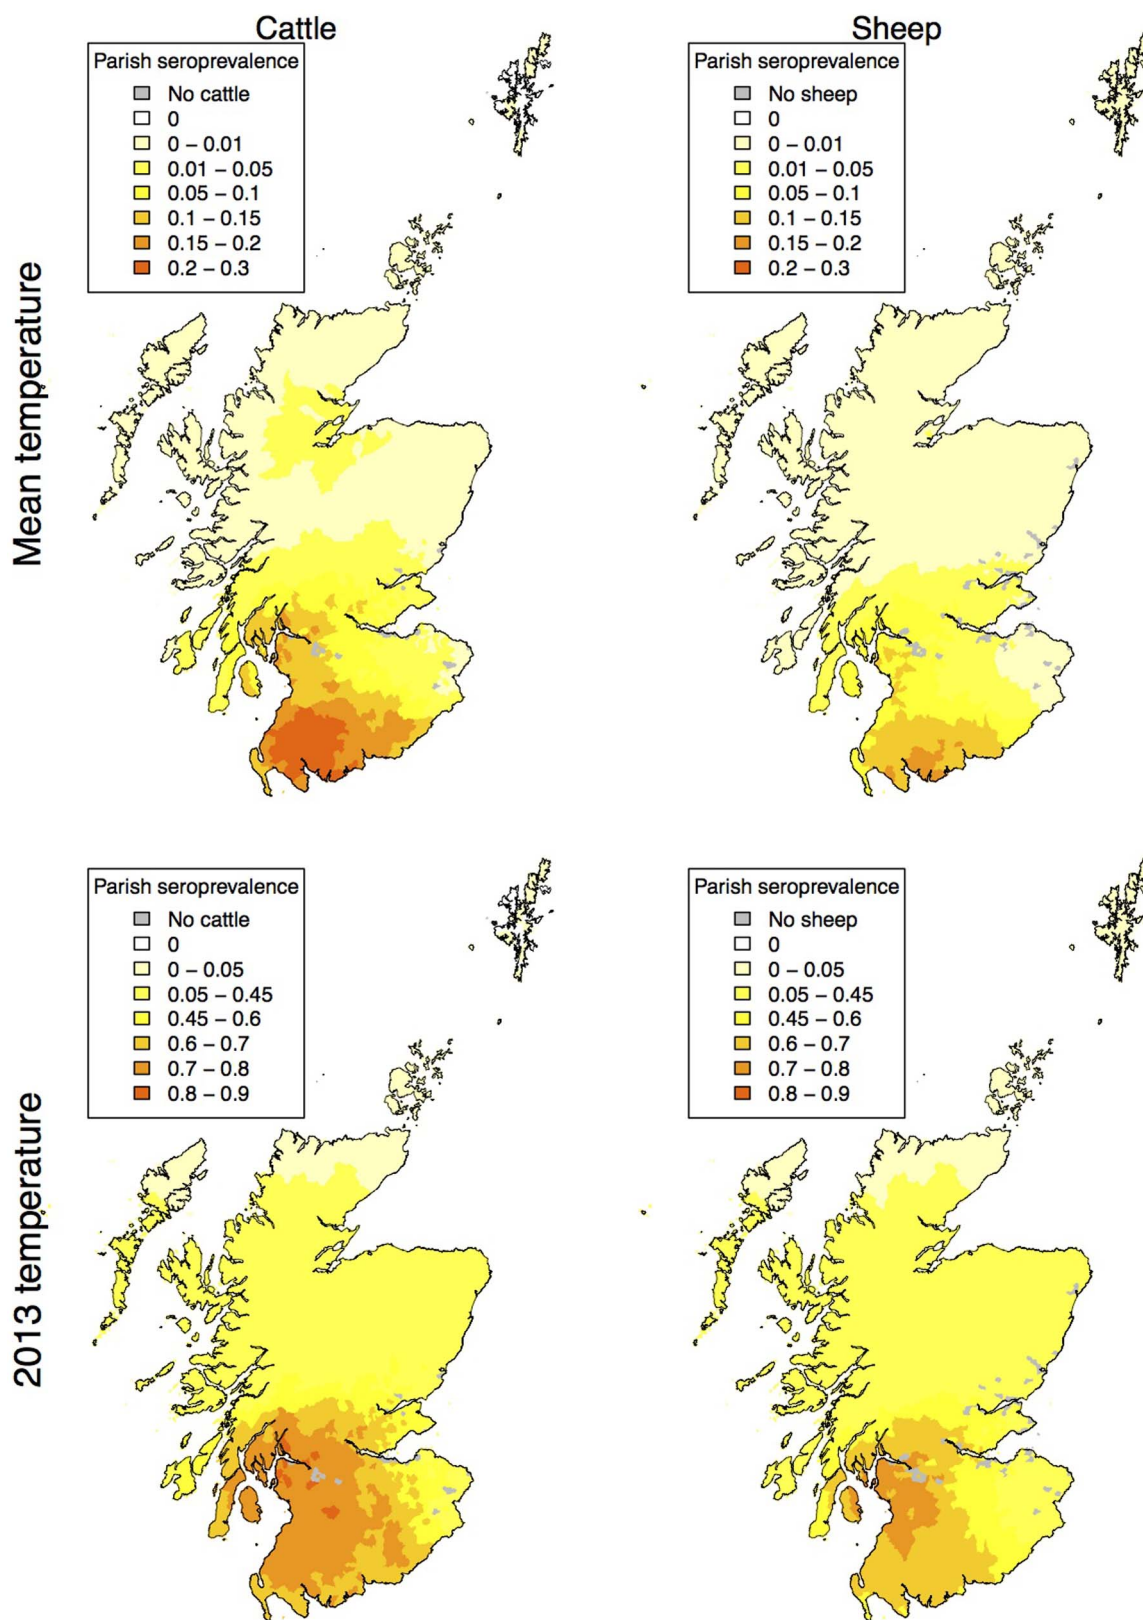 Cattle
Sheep
Mean temperature
Parish seroprevalence
No cattle
0
0 – 0.01
0.01 – 0.05
0.05 – 0.1
0.1 – 0.15
0.15 – 0.2
0.2 – 0.3
Parish seroprevalence
No sheep
0
0 – 0.01
0.01 – 0.05
0.05 – 0.1
0.1 – 0.15
0.15 – 0.2
0.2 – 0.3
2013 temperature
Parish seroprevalence
No cattle
0
0 – 0.05
0.05 – 0.45
0.45 – 0.6
0.6 – 0.7
0.7 – 0.8
0.8 – 0.9
Parish seroprevalence
No sheep
0
0 – 0.05
0.05 – 0.45
0.45 – 0.6
0.6 – 0.7
0.7 – 0.8
0.8 – 0.9